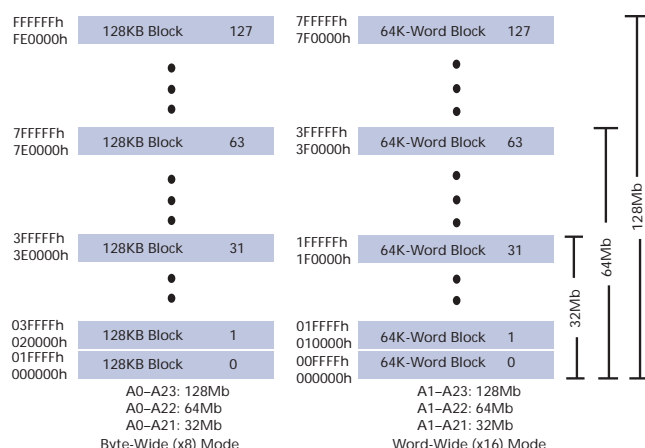 FFFFFFh
FE0000h
128KB Block 127
7FFFFFh
7E0000h
128KB Block 63
3FFFFFh
3E0000h
128KB Block 31
03FFFFh
020000h
128KB Block 1
01FFFFh
000000h
128KB Block 0
A0–A23: 128Mb
A0–A22: 64Mb
A0–A21: 32Mb
Byte-Wide (x8) Mode
7FFFFFh
7F0000h
64K-Word Block 127
3FFFFFh
3F0000h
64K-Word Block 63
1FFFFFh
1F0000h
64K-Word Block 31
01FFFFh
010000h
64K-Word Block 1
00FFFFh
000000h
64K-Word Block 0
A1–A23: 128Mb
A1–A22: 64Mb
A1–A21: 32Mb
Word-Wide (x16) Mode
32Mb
64Mb
128Mb